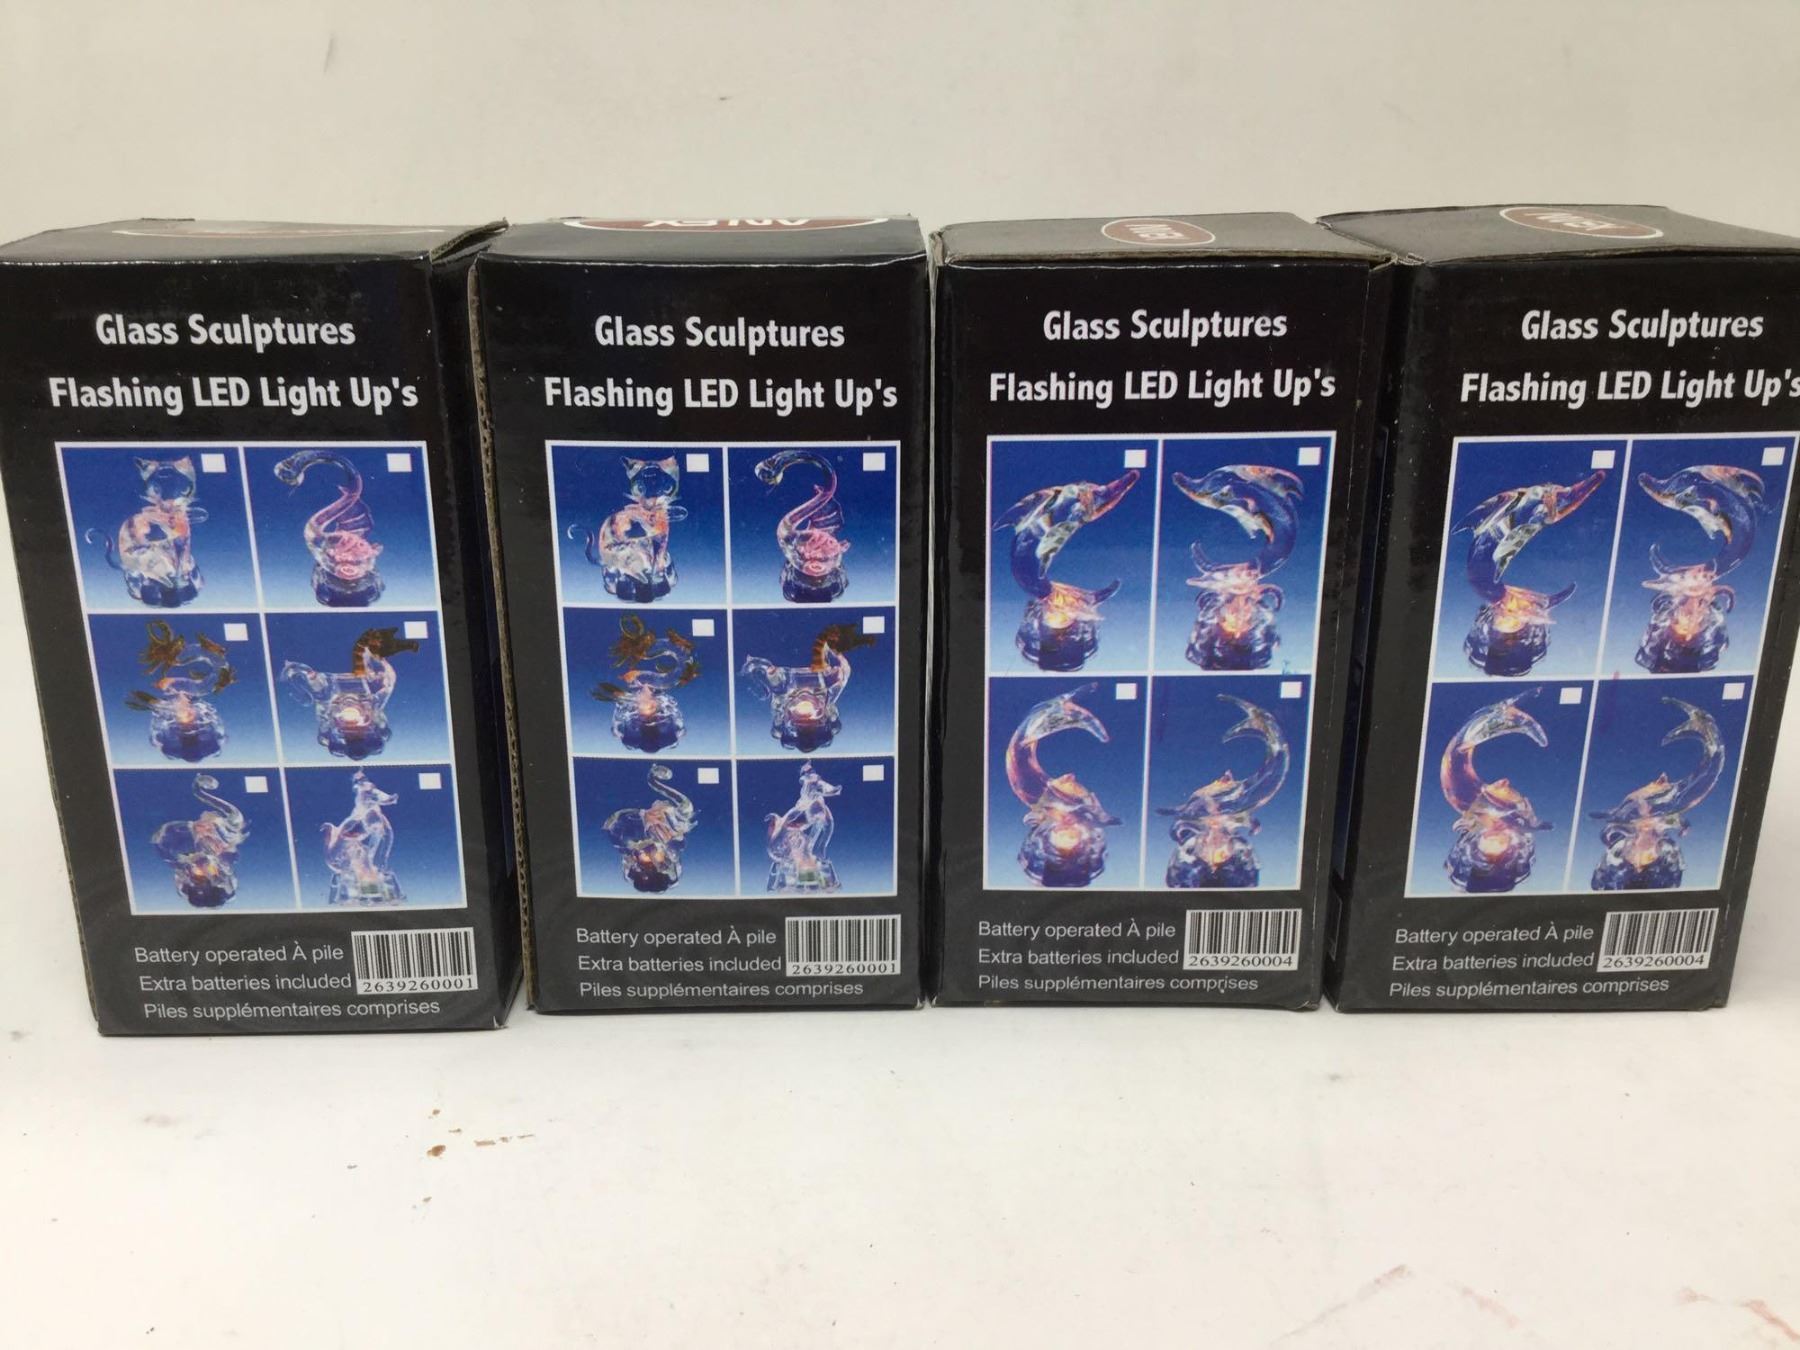 ANEX
Glass Sculptures
Flashing LED Light Up's
Battery operated À pile
Extra batteries included
2639260001
Piles supplémentaires comprises
Glass Sculptures
Flashing LED Light Up's
Battery operated À pile
Extra batteries included
2639260001
Piles supplémentaires comprises
Glass Sculptures
Flashing LED Light Up's
Battery operated À pile
Extra batteries included
2639260004
Piles supplémentaires comprises
Glass Sculptures
Flashing LED Light Up's
Battery operated À pile
Extra batteries included
2639260004
Piles supplémentaires comprises